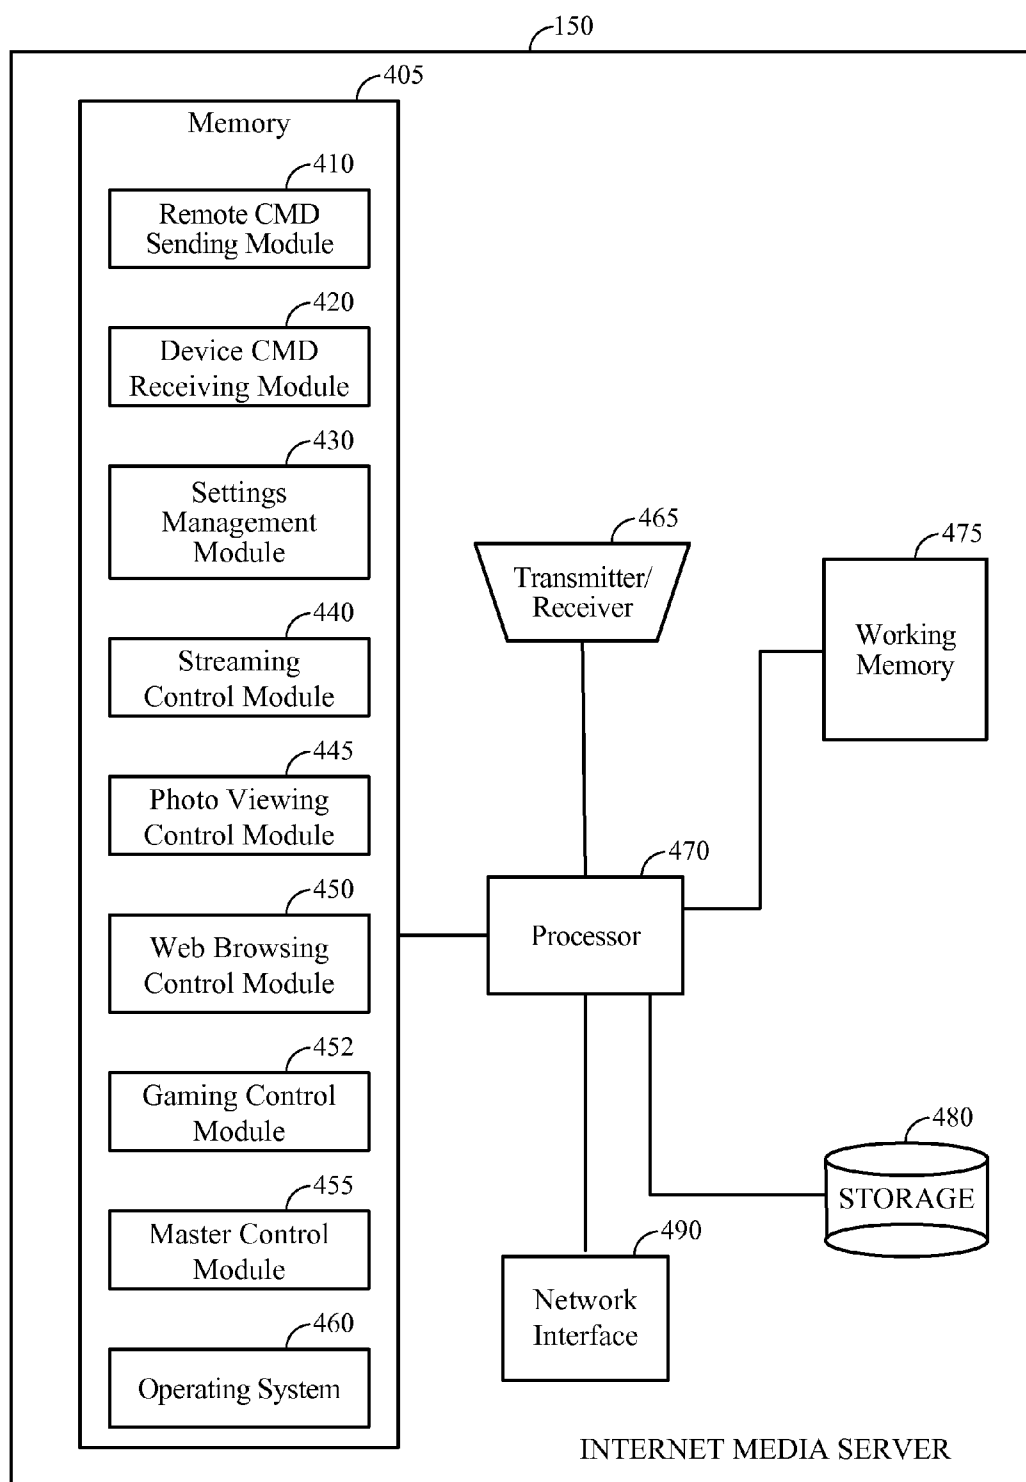 150
405
Memory
410
Remote CMD
Sending Module
420
Device CMD
Receiving Module
430
Settings
Management
Module
440
Streaming
Control Module
445
Photo Viewing
Control Module
450
Web Browsing
Control Module
452
Gaming Control
Module
455
Master Control
Module
460
Operating System
465
Transmitter/
Receiver
475
Working
Memory
470
Processor
480
STORAGE
490
Network
Interface
INTERNET MEDIA SERVER